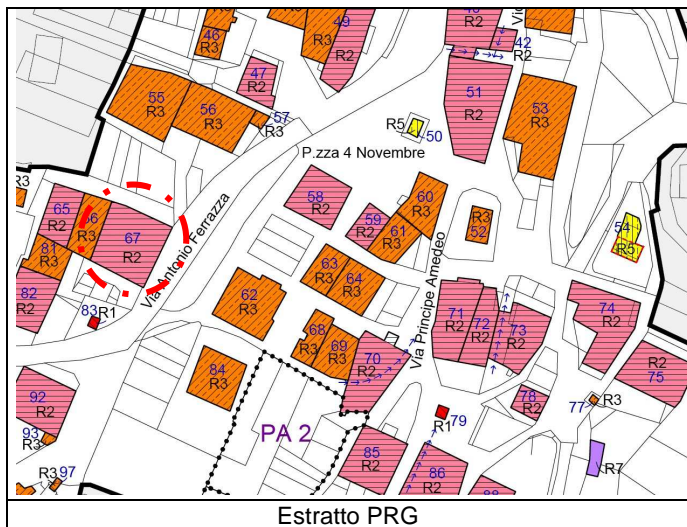 46
R3
R3
49
R2
48
R2
42
R2
47
R2
55
R3
56
R3
57
R3
51
R2
53
R3
R5
50
P.zza 4 Novembre
58
R2
59
R2
60
R3
61
R3
R3
52
54
R5
R3
65
R2
66
R3
67
R2
81
R3
82
R2
83
R1
Via Antonio Ferrazza
63
R3
64
R3
62
R3
Via Principe Amedeo
71
R2
72
R2
73
R2
74
R2
R2
75
68
R3
69
R3
70
R2
84
R3
92
R2
93
R3
R3
97
PA 2
R1
79
78
R2
77
R3
85
R2
86
R2
88
R7
Estratto PRG